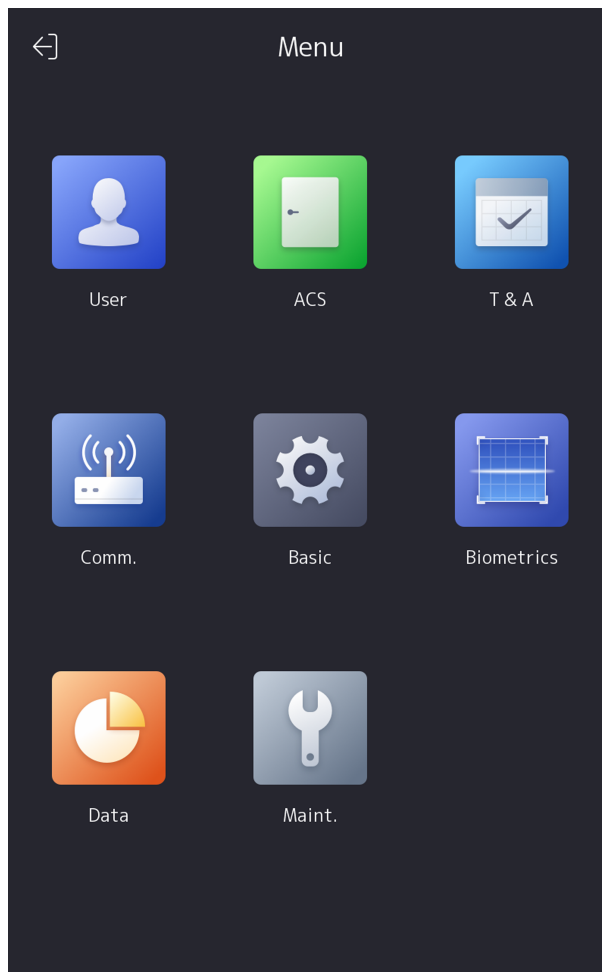 Menu
User
ACS
T & A
Comm.
Basic
Biometrics
Data
Maint.